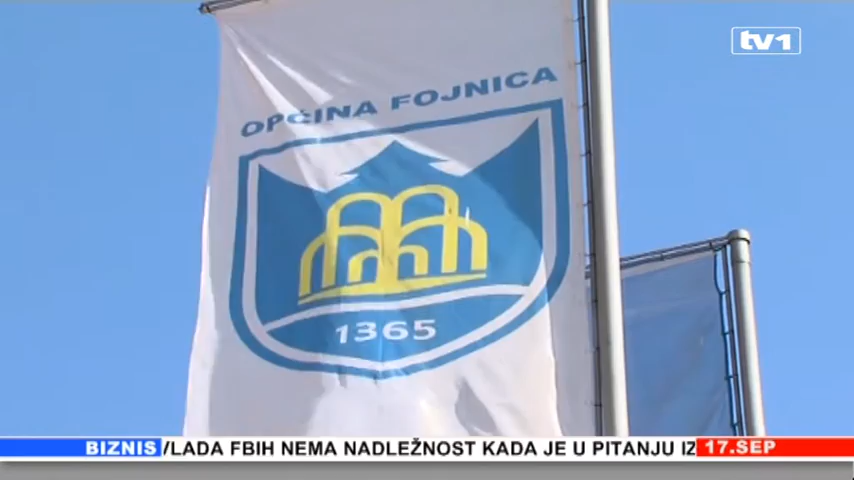 tv1
OPĆINA FOJNICA
1365
BIZNIS /LADA FBIH NEMA NADLEŽNOST KADA JE U PITANJU IZ 17.SEP